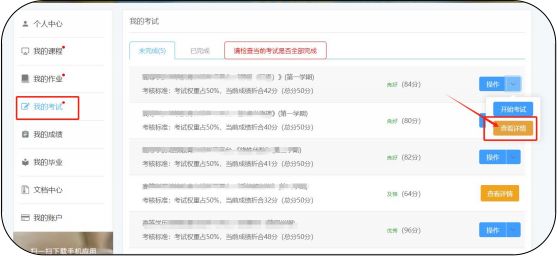 个人中心
我的课程
我的作业
我的考试
我的成绩
我的毕业
文档中心
我的账户
扫一扫下载手机应用
我的考试
未完成(5) 已完成 请检查当前考试是否全部完成
(第一学期)
考核标准：考试权重占50%，当前成绩折合42分 (总分50分)
良好 (84分)
操作
开始考试
查看详情
(第一学期)
考核标准：考试权重占50%，当前成绩折合40分 (总分50分)
良好 (80分)
考核标准：考试权重占50%，当前成绩折合41分 (总分50分)
良好 (82分)
操作
考核标准：考试权重占50%，当前成绩折合32分 (总分50分)
及格 (64分)
查看详情
考核标准：考试权重占50%，当前成绩折合48分 (总分50分)
优秀 (96分)
操作